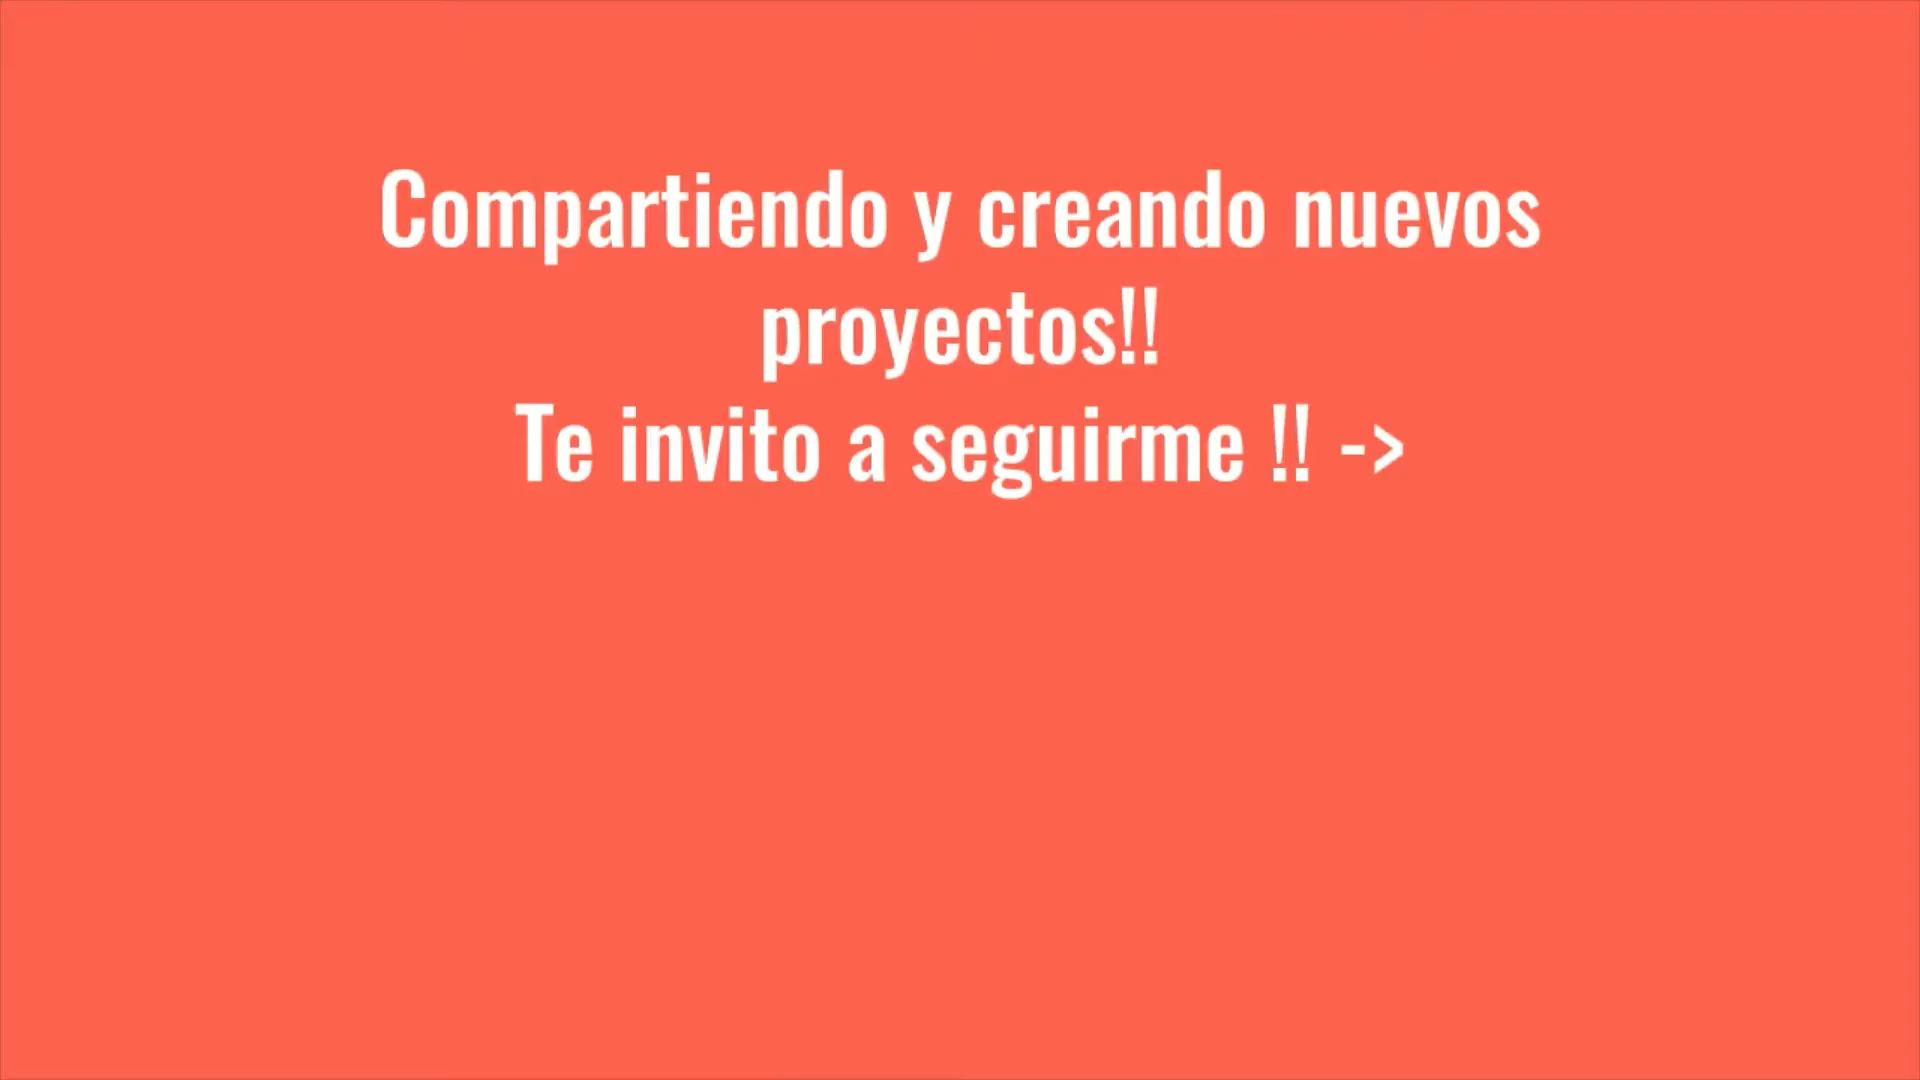 Compartiendo y creando nuevos
proyectos!!
Te invito a seguirme !! ->